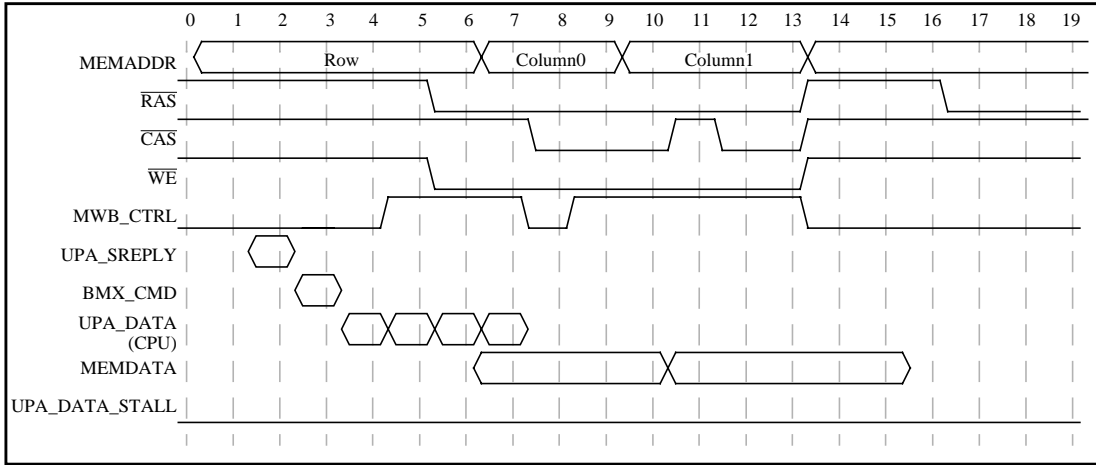 0 1 2 3 4 5 6 7 8 9 10 11 12 13 14 15 16 17 18 19
MEMADDR Row Column0 Column1
RAS
CAS
WE
MWB_CTRL
UPA_SREPLY
BMX_CMD
UPA_DATA
(CPU)
MEMDATA
UPA_DATA_STALL